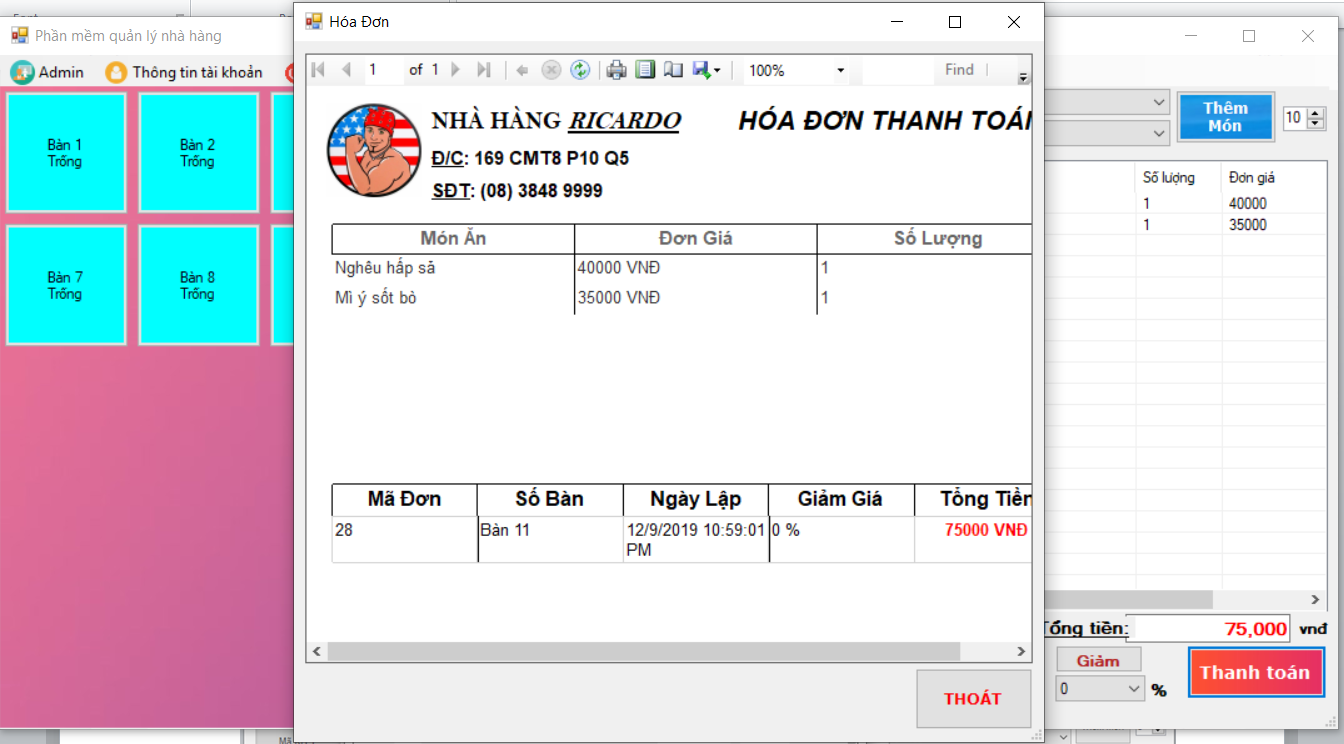 Phần mềm quản lý nhà hàng
Admin
Thông tin tài khoản
Bàn 1
Trống
Bàn 2
Trống
Bàn 7
Trống
Bàn 8
Trống
Hóa Đơn
1 of 1
100%
Find
NHÀ HÀNG RICARDO
HÓA ĐƠN THANH TOÁN
Đ/C: 169 CMT8 P10 Q5
SĐT: (08) 3848 9999
Món Ăn Đơn Giá Số Lượng
Nghêu hấp sả 40000 VNĐ 1
Mì ý sốt bò 35000 VNĐ 1
Mã Đơn Số Bàn Ngày Lập Giảm Giá Tổng Tiền
28 Bàn 11 12/9/2019 10:59:01 PM 0 % 75000 VNĐ
THOÁT
Thêm
Món
10
Số lượng Đơn giá
1 40000
1 35000
Tổng tiền: 75,000 vnđ
Giảm
0 %
Thanh toán